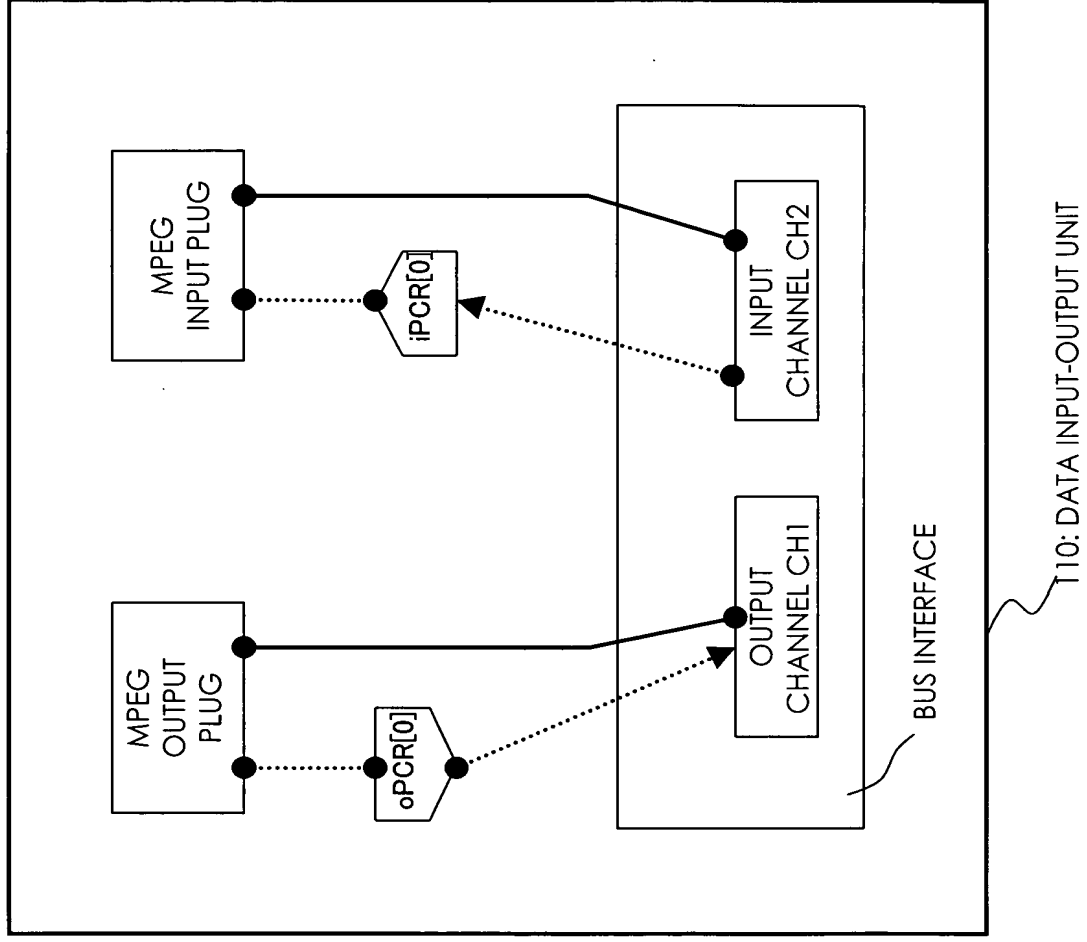 MPEG
OUTPUT
PLUG
MPEG
INPUT PLUG
oPCR[0]
iPCR[0]
OUTPUT
CHANNEL CH1
INPUT
CHANNEL CH2
BUS INTERFACE
110: DATA INPUT-OUTPUT UNIT